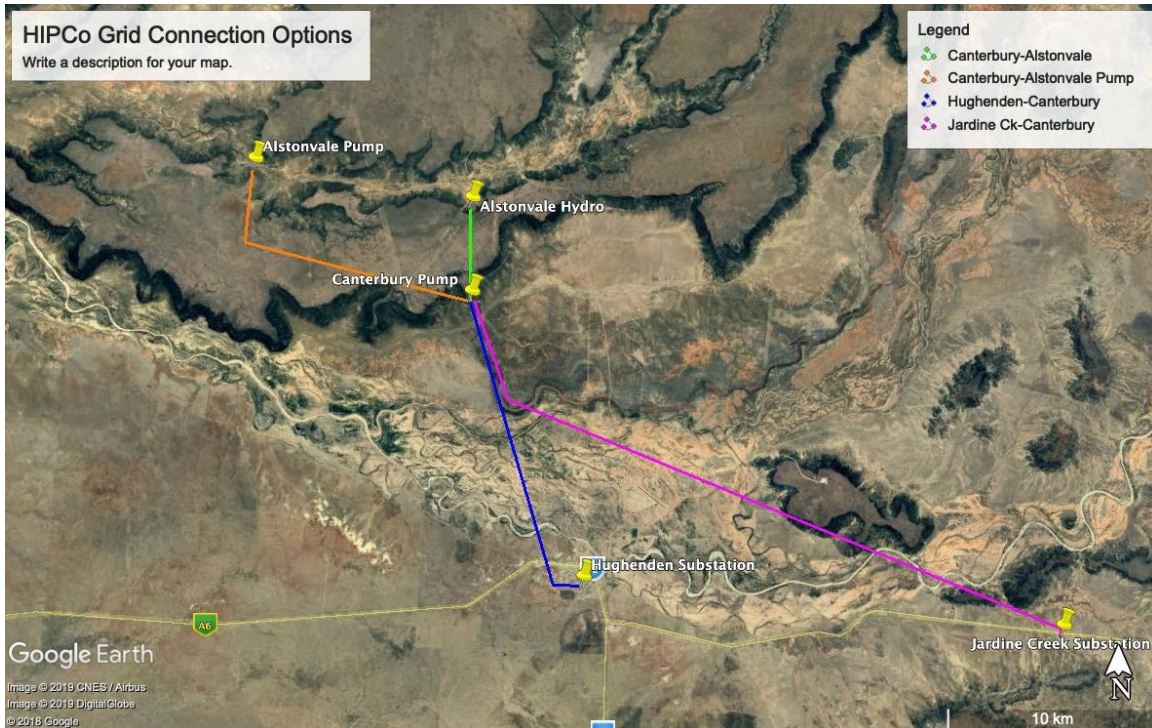 HIPCo Grid Connection Options
Write a description for your map.
Legend
Canterbury-Alstonvale
Canterbury-Alstonvale Pump
Hughenden-Canterbury
Jardine Ck-Canterbury
Alstonvale Pump
Alstonvale Hydro
Canterbury Pump
Hughenden Substation
A6
Jardine Creek Substation
Google Earth
Image © 2019 CNES / Airbus
Image © 2019 DigitalGlobe
© 2018 Google
N
10 km